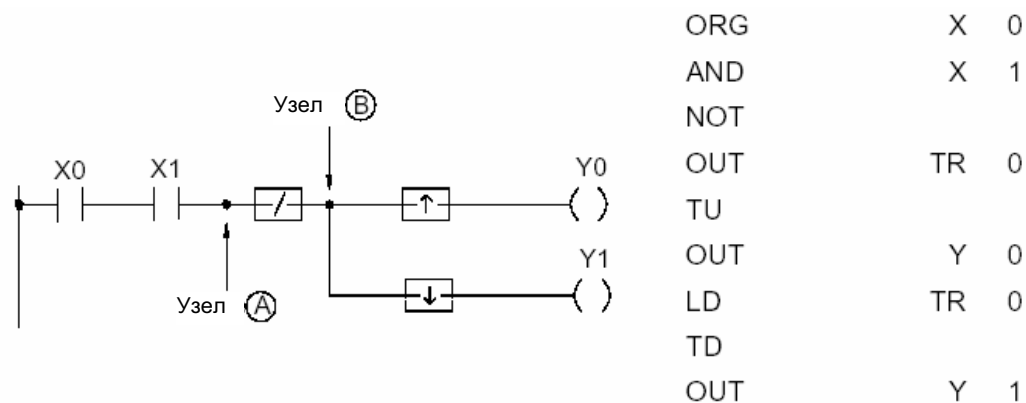 Узел B
X0 X1 Y0
Y1
Узел A
ORG X 0
AND X 1
NOT
OUT TR 0
TU
OUT Y 0
LD TR 0
TD
OUT Y 1